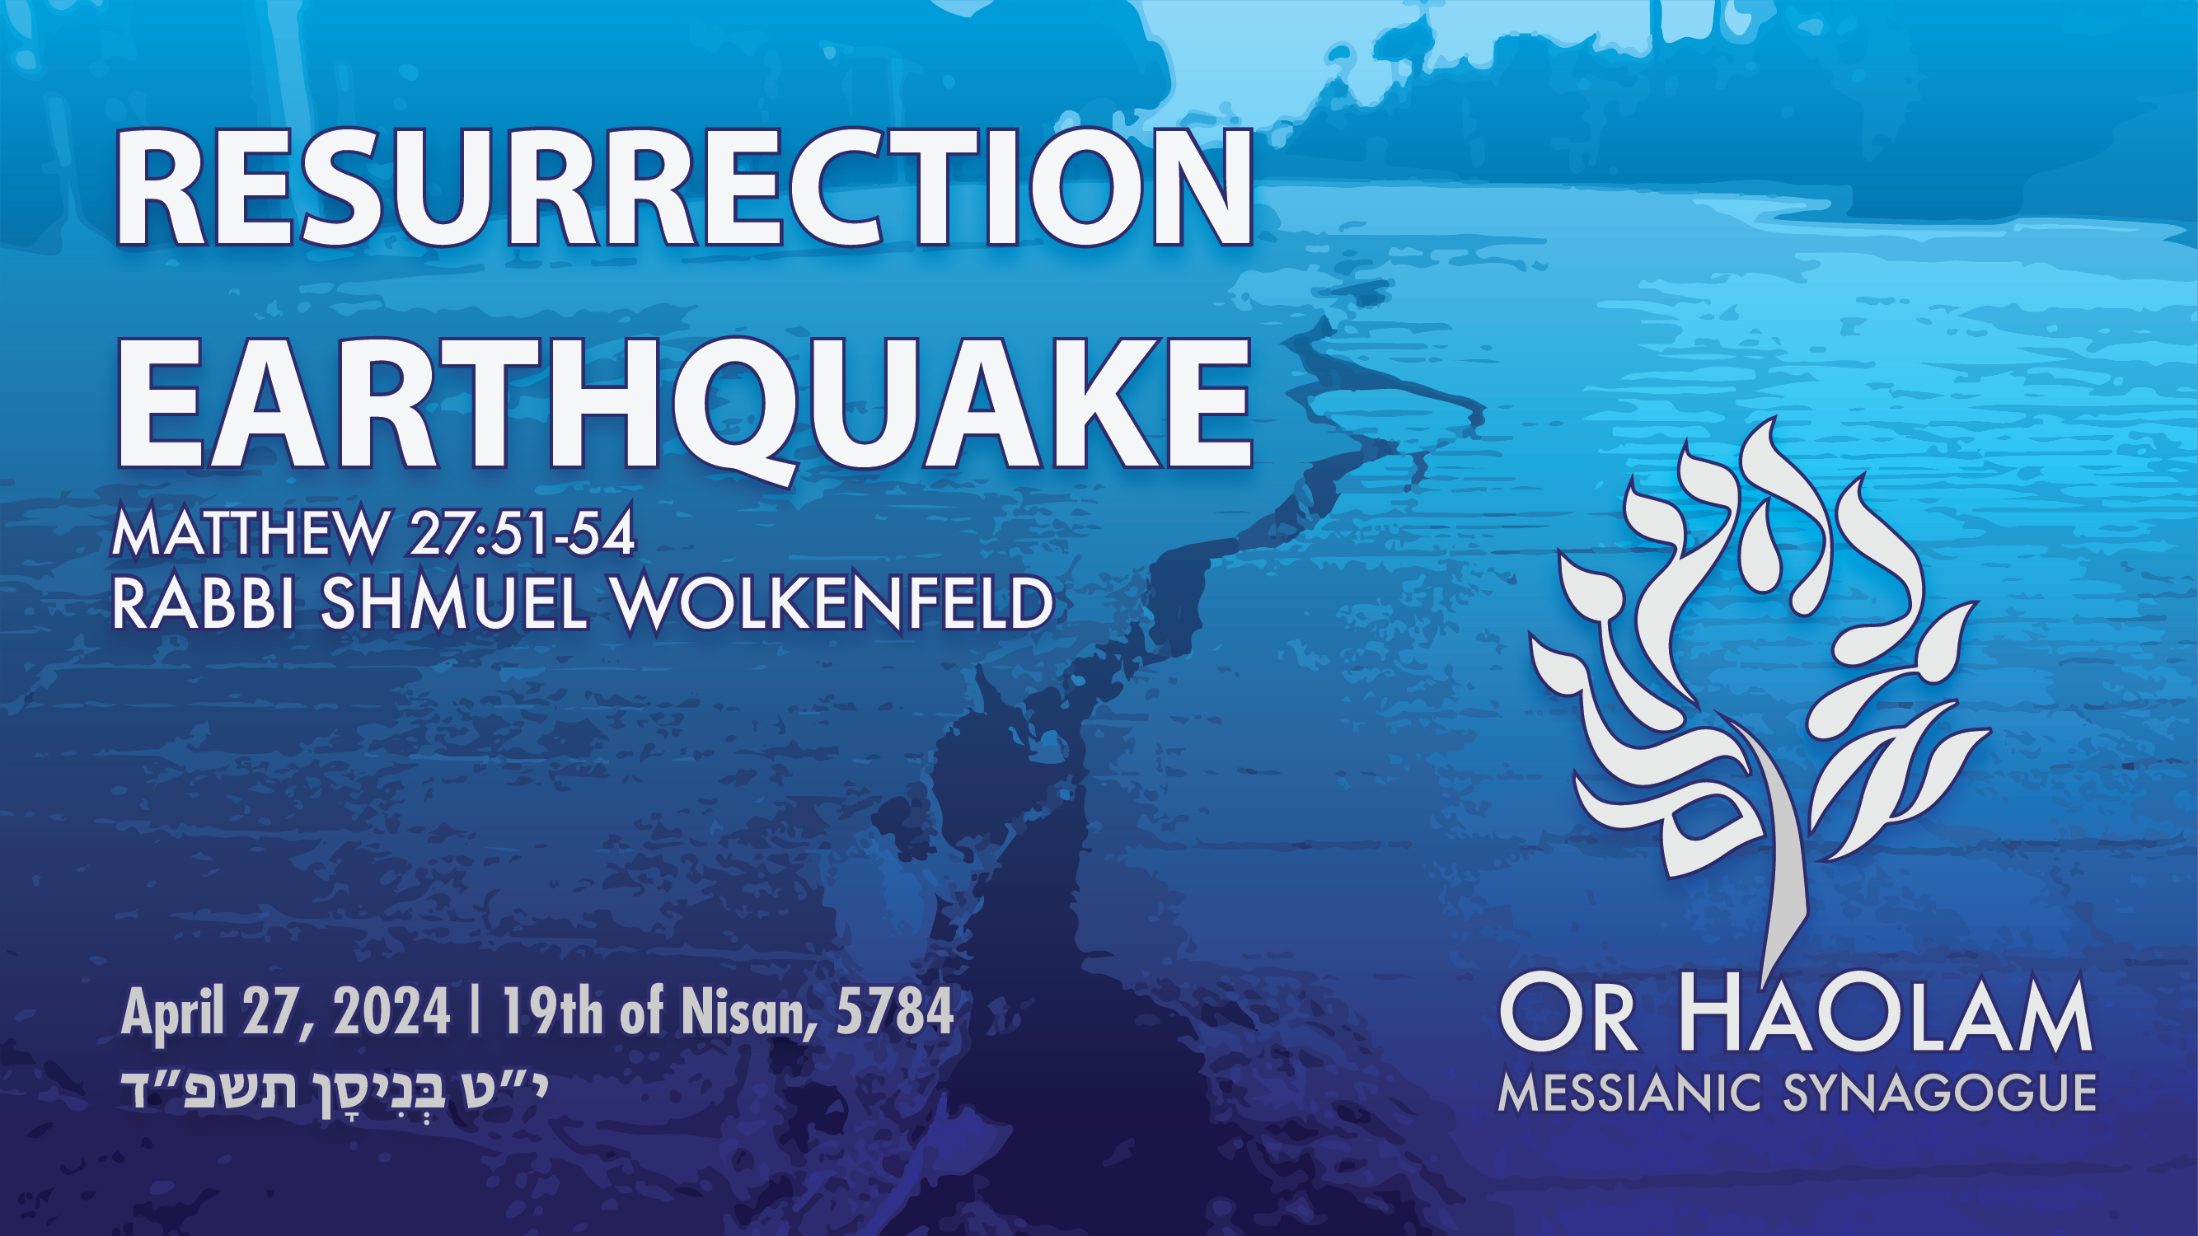 RESURRECTION
EARTHQUAKE
MATTHEW 27:51-54
RABBI SHMUEL WOLKENFELD
April 27, 2024 | 19th of Nisan, 5784
י״ט בְּנִיסָן תשפ״ד
OR HAOLAM
MESSIANIC SYNAGOGUE